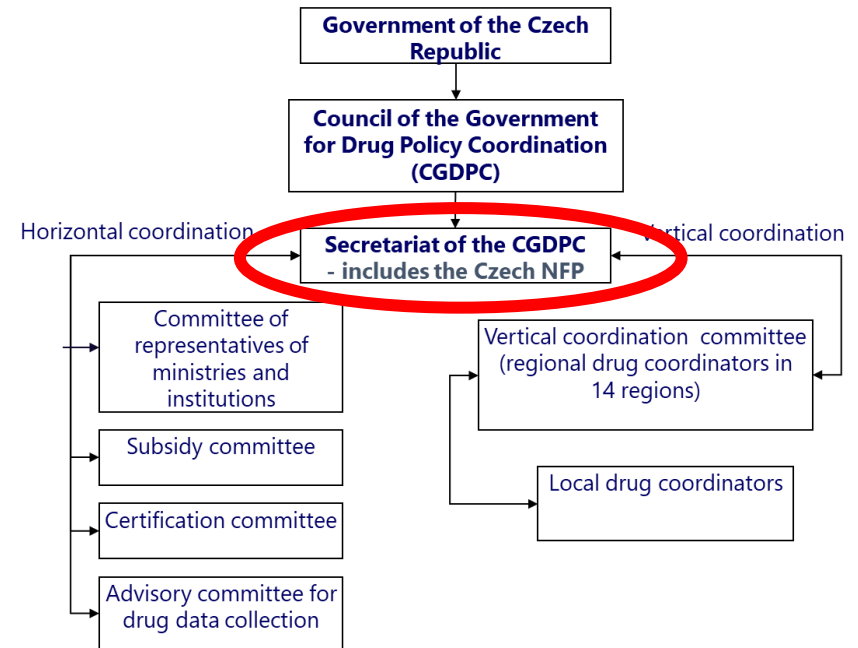 Government of the Czech
Republic
Council of the Government
for Drug Policy Coordination
(CGDPC)
Horizontal coordination
Secretariat of the CGDPC
- includes the Czech NFP
Vertical coordination
Committee of
representatives of
ministries and
institutions
Subsidy committee
Certification committee
Advisory committee for
drug data collection
Vertical coordination committee
(regional drug coordinators in
14 regions)
Local drug coordinators